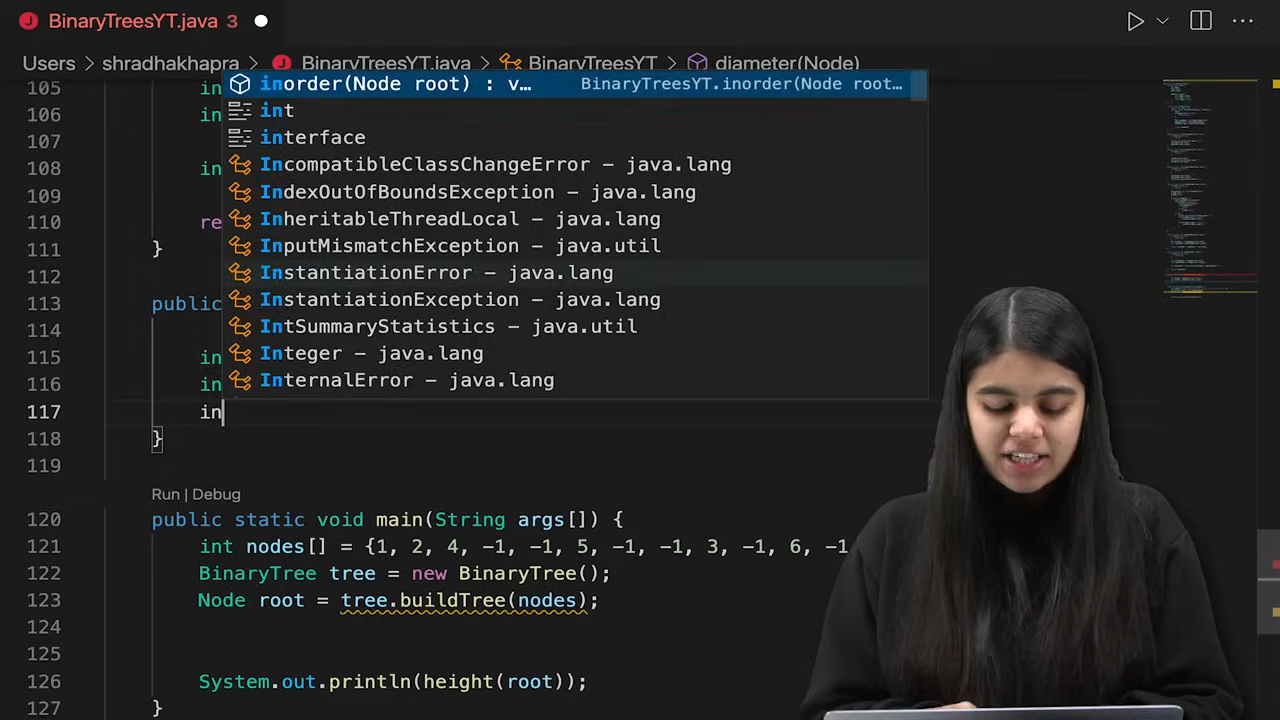 BinaryTreesYT.java 3
Users > shradhakhapra > BinaryTreesYT.java > BinaryTreesYT > diameter(Node)
105 in
106 in
107
108 in
109
110 re
111 }
112
113 public
114
115 in
116 in
117 in
118 }
119
inorder(Node root) : v… BinaryTreesYT.inorder(Node root…
int
interface
IncompatibleClassChangeError – java.lang
IndexOutOfBoundsException – java.lang
InheritableThreadLocal – java.lang
InputMismatchException – java.util
InstantiationError – java.lang
InstantiationException – java.lang
IntSummaryStatistics – java.util
Integer – java.lang
InternalError – java.lang
Run | Debug
120 public static void main(String args[]) {
121 int nodes[] = {1, 2, 4, -1, -1, 5, -1, -1, 3, -1, 6, -1
122 BinaryTree tree = new BinaryTree();
123 Node root = tree.buildTree(nodes);
124
125
126 System.out.println(height(root));
127 }